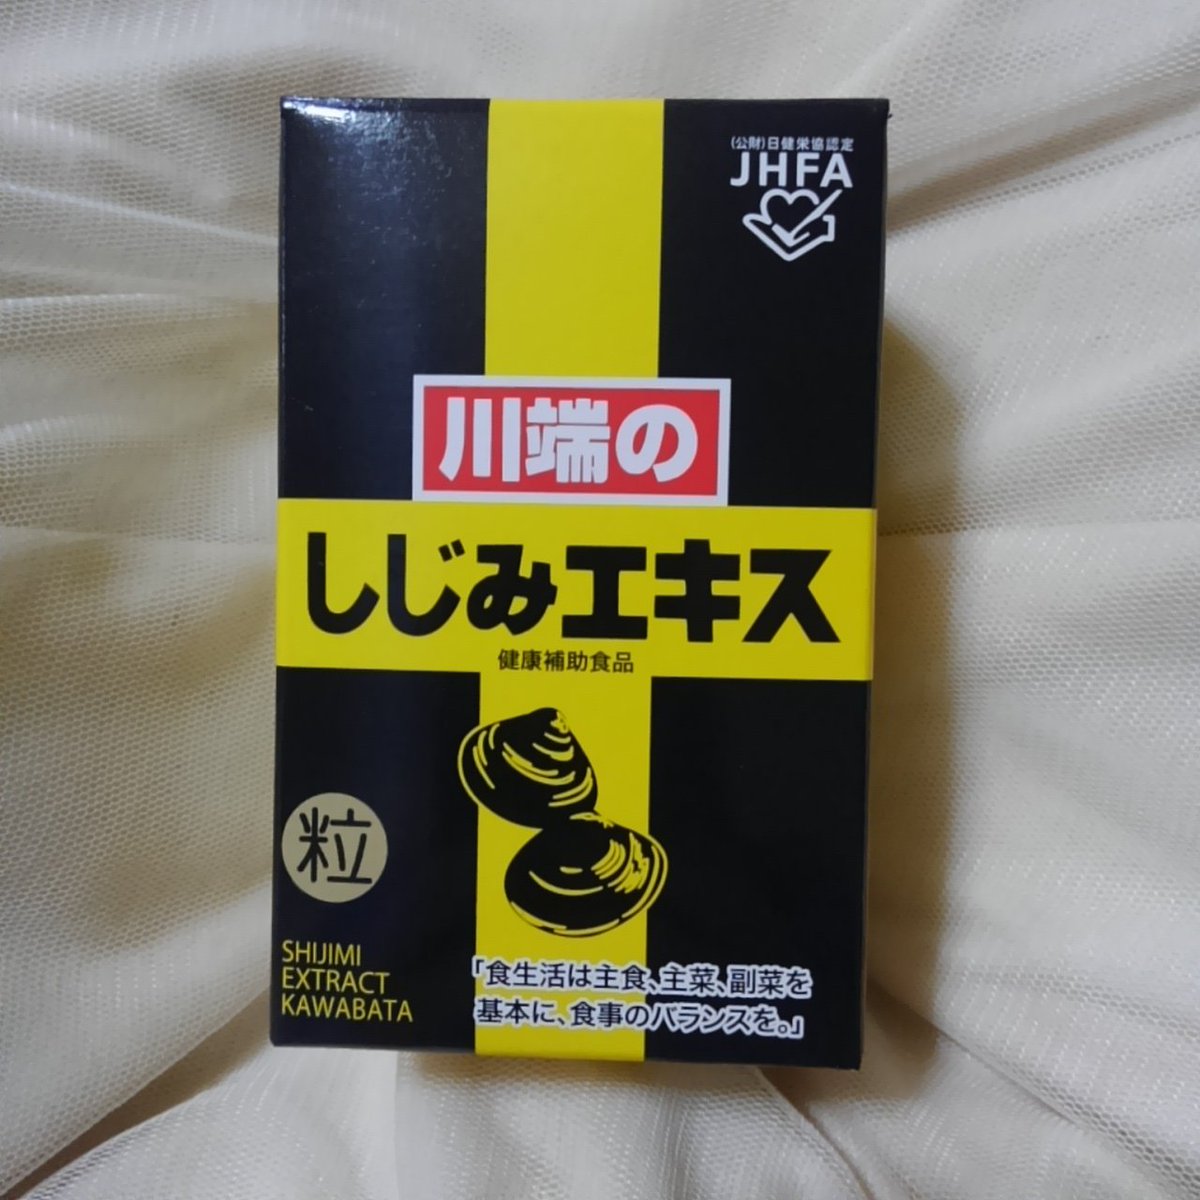 (公財)日健栄協認定
JHFA
川端の
しじみエキス
健康補助食品
粒
SHIJIMI
EXTRACT
KAWABATA
「食生活は主食、主菜、副菜を
基本に、食事のバランスを。」